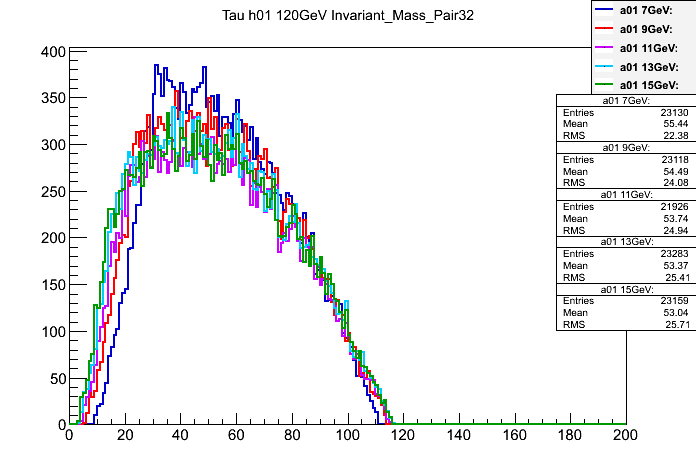 Tau h01 120GeV Invariant_Mass_Pair32
a01 7GeV:
a01 9GeV:
a01 11GeV:
a01 13GeV:
a01 15GeV:
a01 7GeV:
Entries 23130
Mean 55.44
RMS 22.38
a01 9GeV:
Entries 23118
Mean 54.49
RMS 24.08
a01 11GeV:
Entries 21926
Mean 53.74
RMS 24.94
a01 13GeV:
Entries 23283
Mean 53.37
RMS 25.41
a01 15GeV:
Entries 23159
Mean 53.04
RMS 25.71
400
350
300
250
200
150
100
50
0
0 20 40 60 80 100 120 140 160 180 200